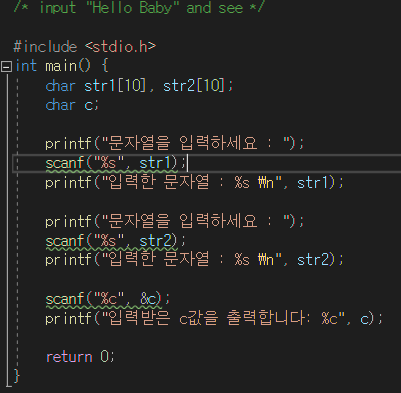 /* input "Hello Baby" and see */
#include <stdio.h>
int main() {
char str1[10], str2[10];
char c;
printf("문자열을 입력하세요 : ");
scanf("%s", str1);
printf("입력한 문자열 : %s ₩n", str1);
printf("문자열을 입력하세요 : ");
scanf("%s", str2);
printf("입력한 문자열 : %s ₩n", str2);
scanf("%c", &c);
printf("입력받은 c값을 출력합니다: %c", c);
return 0;
}